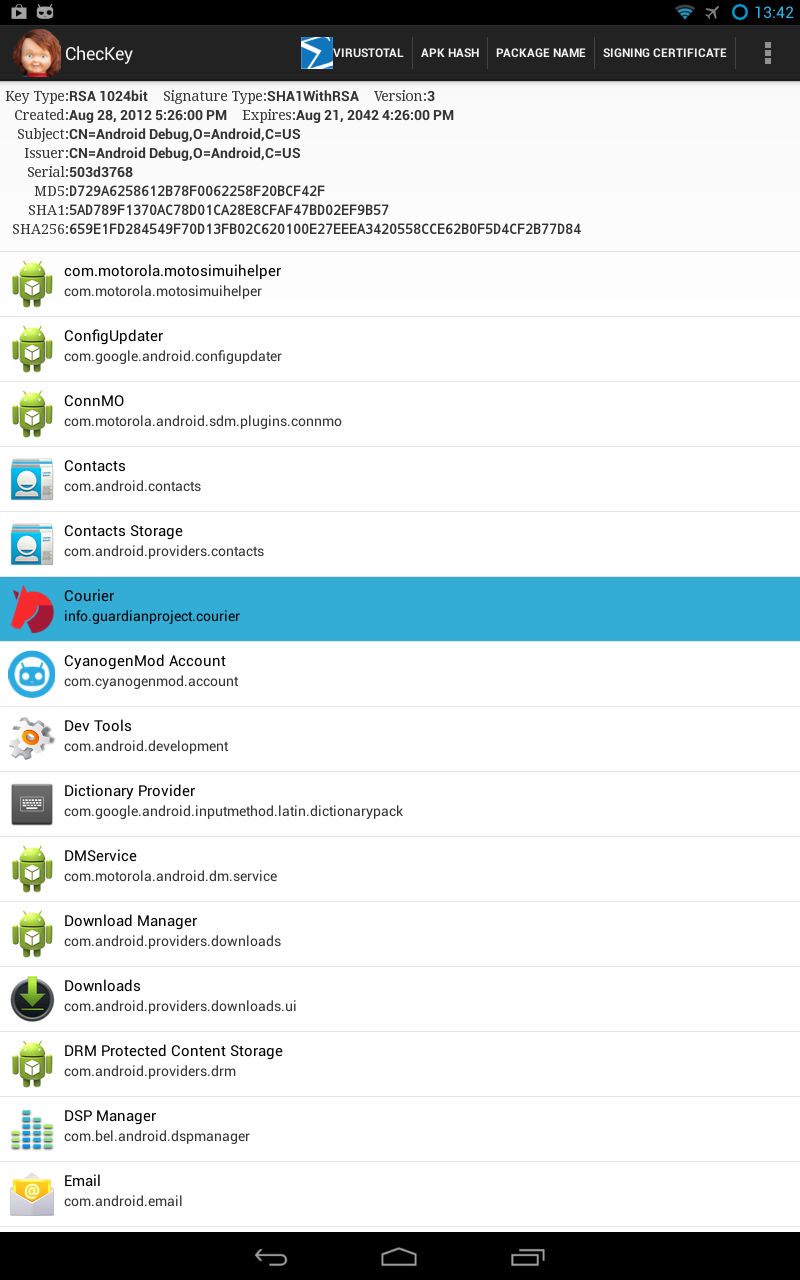 13:42
ChecKey VIRUSTOTAL APK HASH PACKAGE NAME SIGNING CERTIFICATE
Key Type:RSA 1024bit Signature Type:SHA1WithRSA Version:3
Created:Aug 28, 2012 5:26:00 PM Expires:Aug 21, 2042 4:26:00 PM
Subject:CN=Android Debug,O=Android,C=US
Issuer:CN=Android Debug,O=Android,C=US
Serial:503d3768
MD5:D729A6258612B78F0062258F20BCF42F
SHA1:5AD789F1370AC78D01CA28E8CFAF47BD02EF9B57
SHA256:659E1FD284549F70D13FB02C620100E27EEEA3420558CCE62B0F5D4CF2B77D84
com.motorola.motosimuihelper
com.motorola.motosimuihelper
ConfigUpdater
com.google.android.configupdater
ConnMO
com.motorola.android.sdm.plugins.connmo
Contacts
com.android.contacts
Contacts Storage
com.android.providers.contacts
Courier
info.guardianproject.courier
CyanogenMod Account
com.cyanogenmod.account
Dev Tools
com.android.development
Dictionary Provider
com.google.android.inputmethod.latin.dictionarypack
DMService
com.motorola.android.dm.service
Download Manager
com.android.providers.downloads
Downloads
com.android.providers.downloads.ui
DRM Protected Content Storage
com.android.providers.drm
DSP Manager
com.bel.android.dspmanager
Email
com.android.email